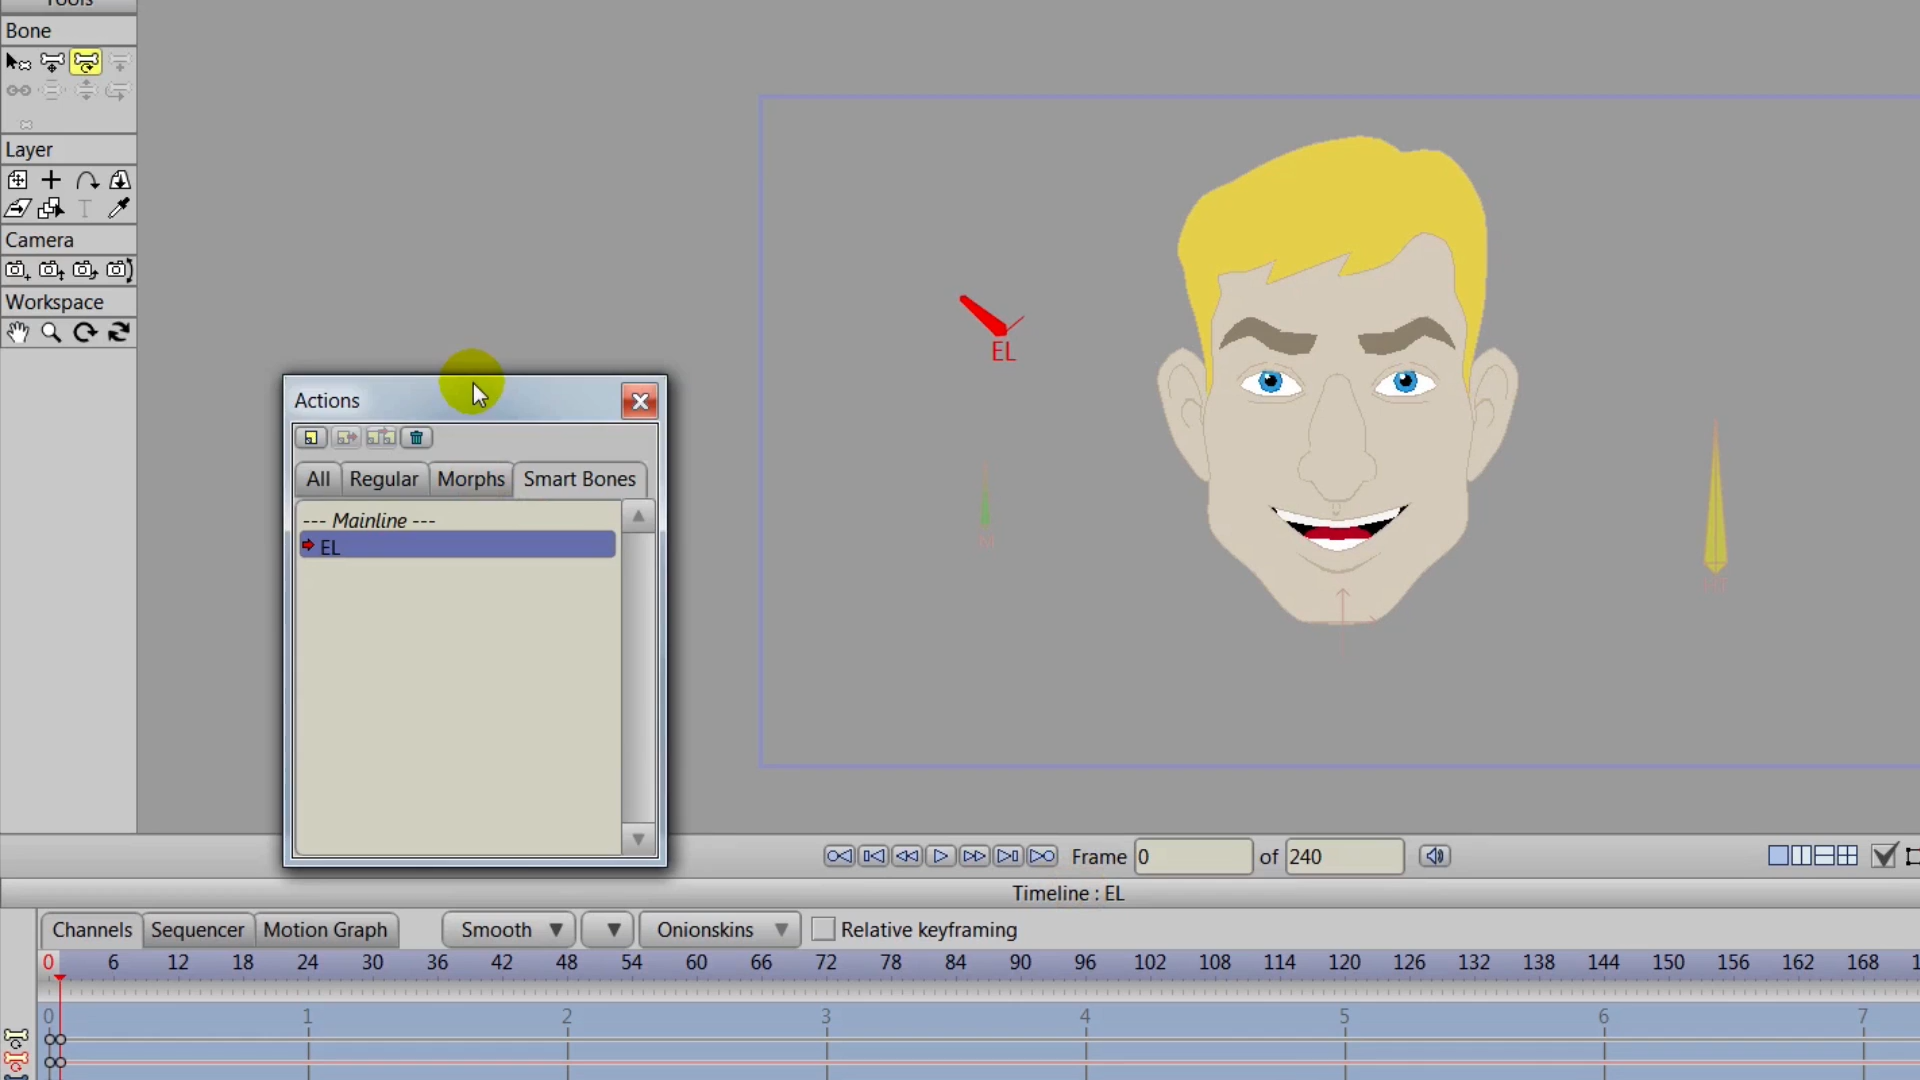 Tools
Bone
Layer
Camera
Workspace
T
EL
Actions
All Regular Morphs Smart Bones
--- Mainline ---
EL
M
Frame 0 of 240
Timeline : EL
Channels Sequencer Motion Graph Smooth Onionskins Relative keyframing
0 6 12 18 24 30 36 42 48 54 60 66 72 78 84 90 96 102 108 114 120 126 132 138 144 150 156 162 168
0 1 2 3 4 5 6 7